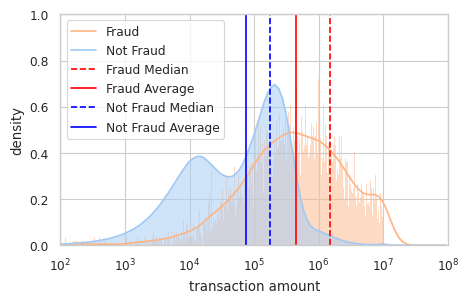 1.0
0.8
0.6
0.4
0.2
0.0
density
Fraud
Not Fraud
Fraud Median
Fraud Average
Not Fraud Median
Not Fraud Average
10² 10³ 10⁴ 10⁵ 10⁶ 10⁷ 10⁸
transaction amount